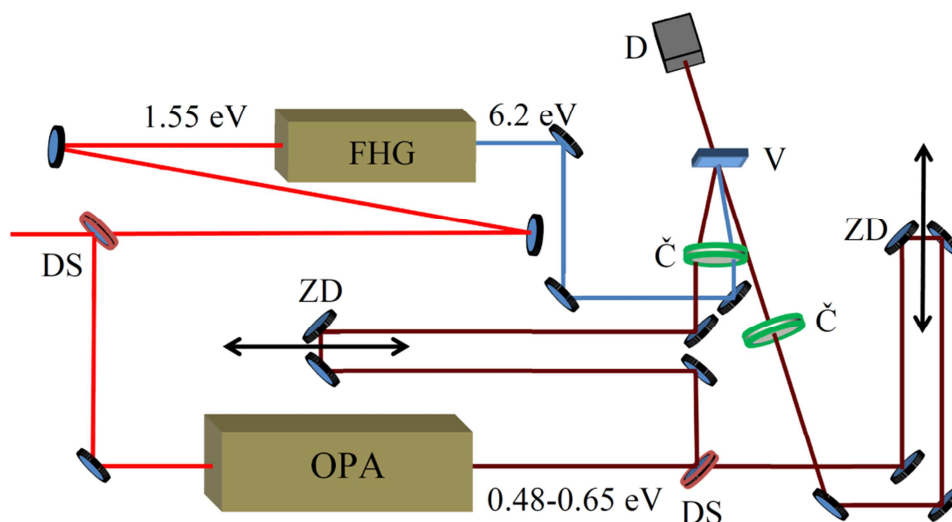 D
1.55 eV
6.2 eV
FHG
V
DS
ZD
Č
ZD
Č
OPA
0.48-0.65 eV
DS